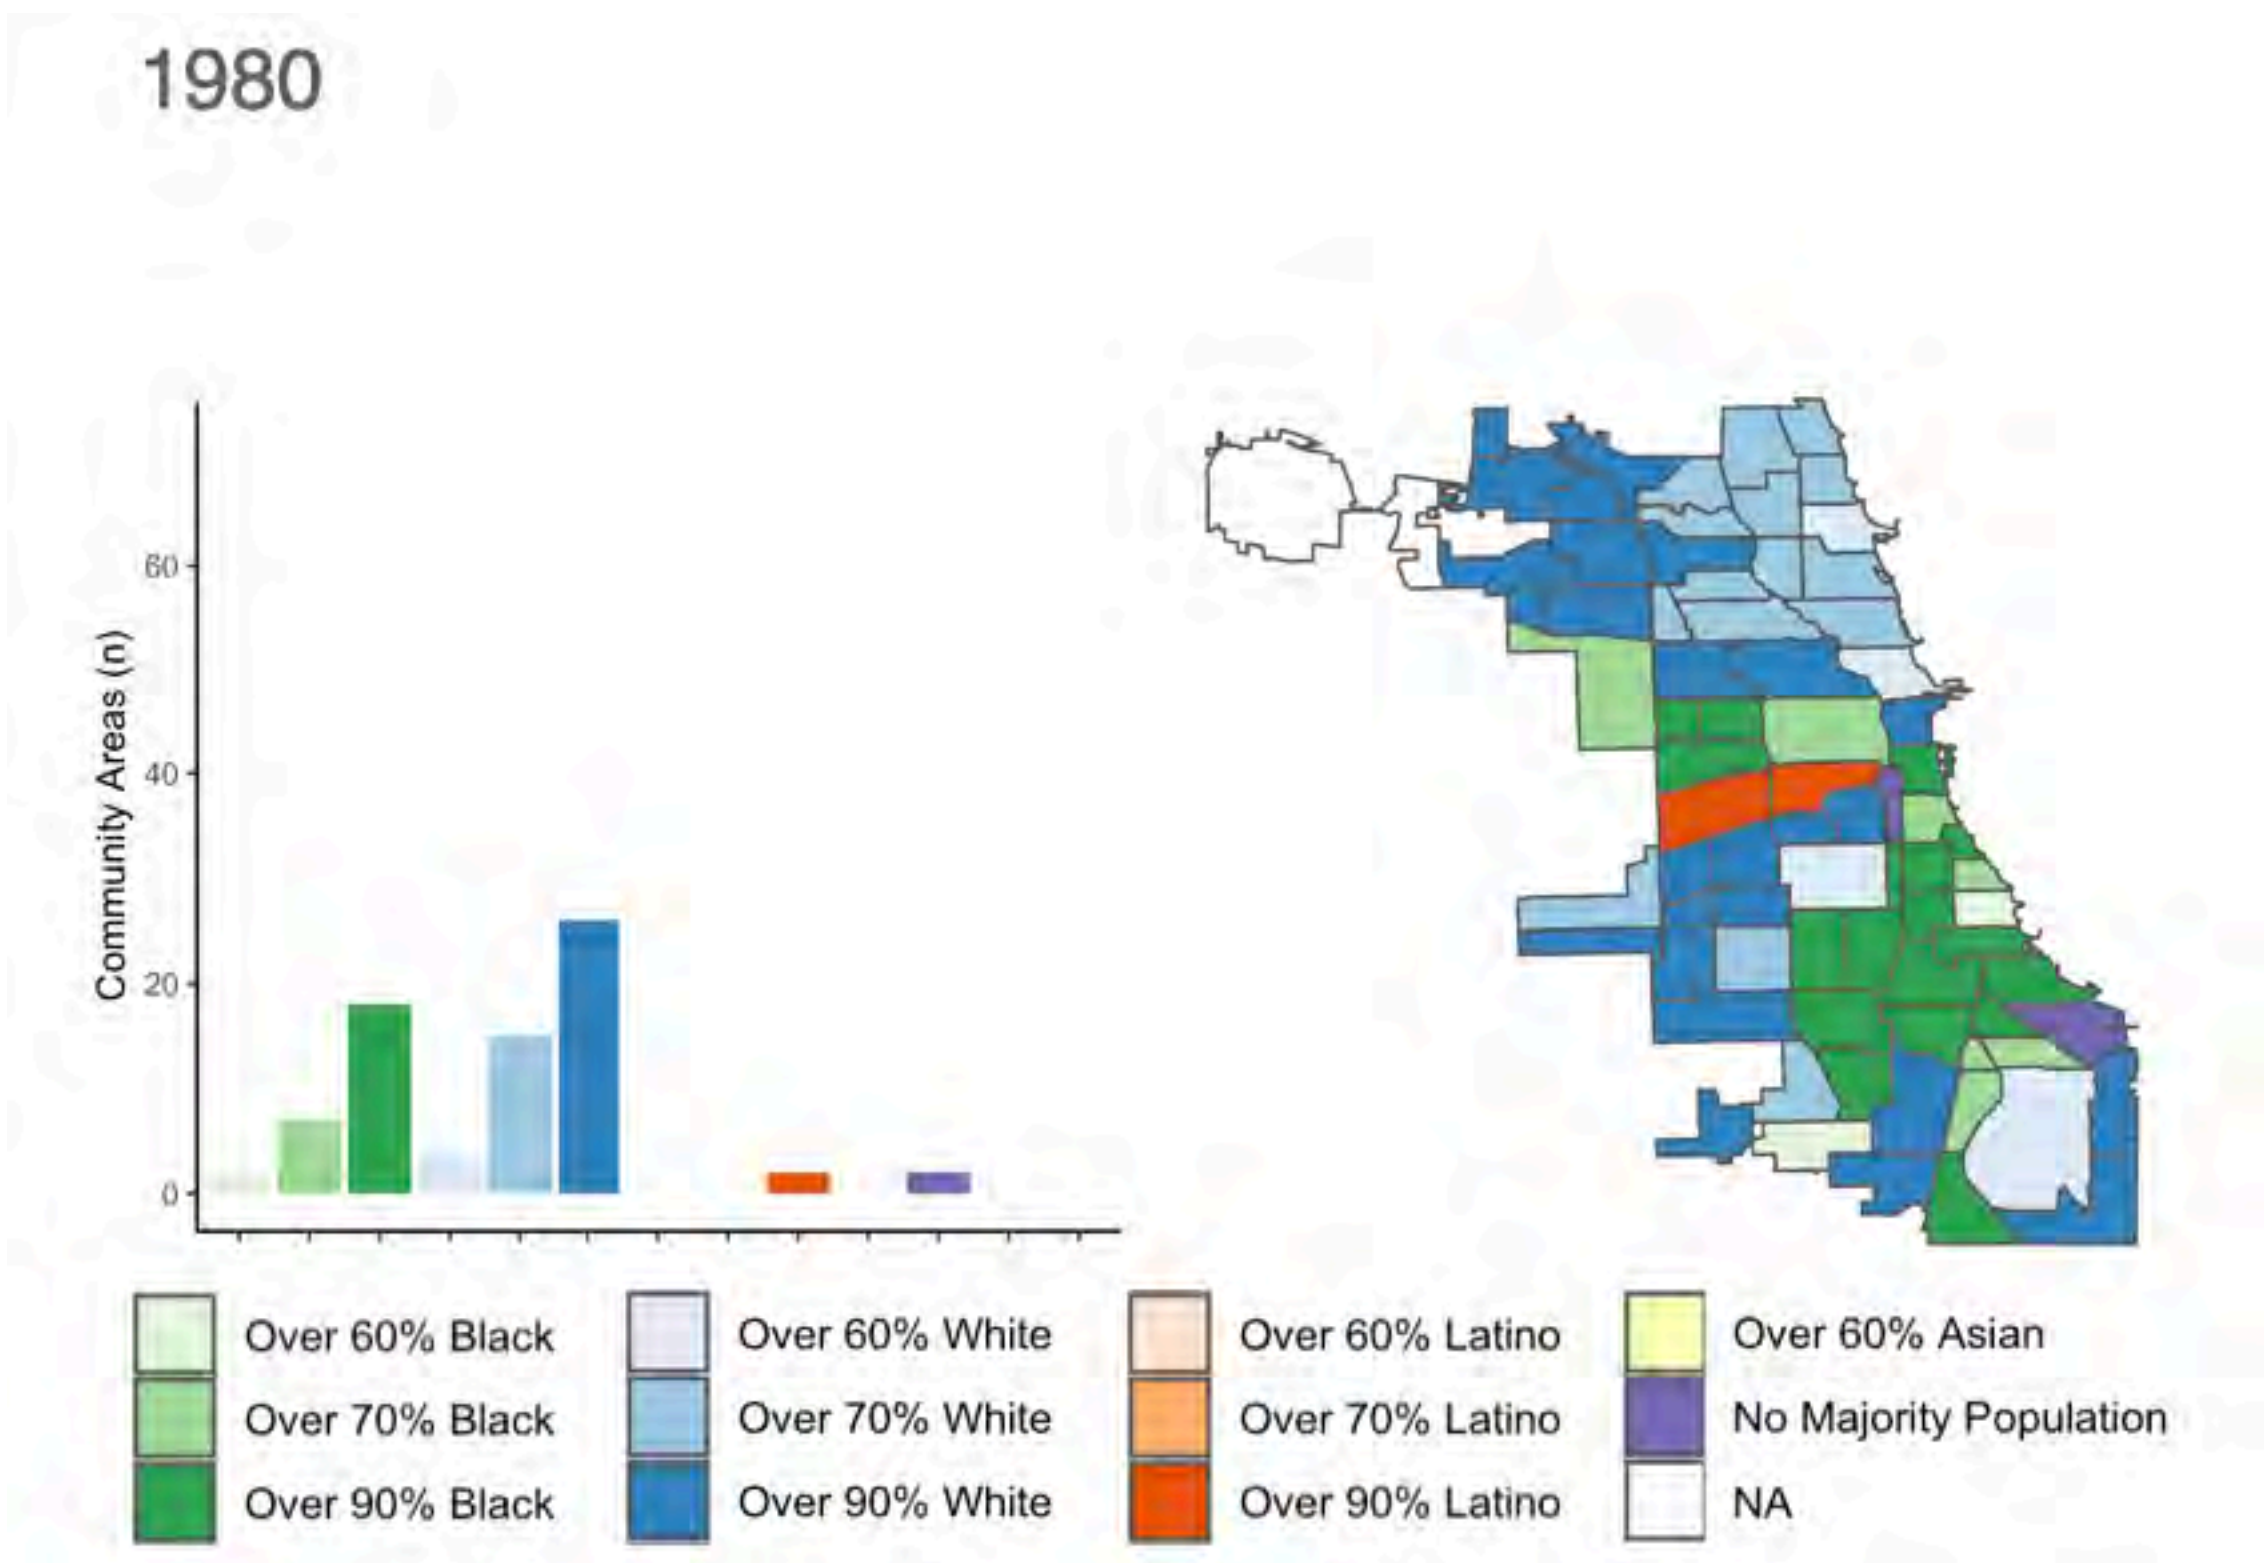 1980
Community Areas (n)
60
40
20
0
Over 60% Black
Over 70% Black
Over 90% Black
Over 60% White
Over 70% White
Over 90% White
Over 60% Latino
Over 70% Latino
Over 90% Latino
Over 60% Asian
No Majority Population
NA